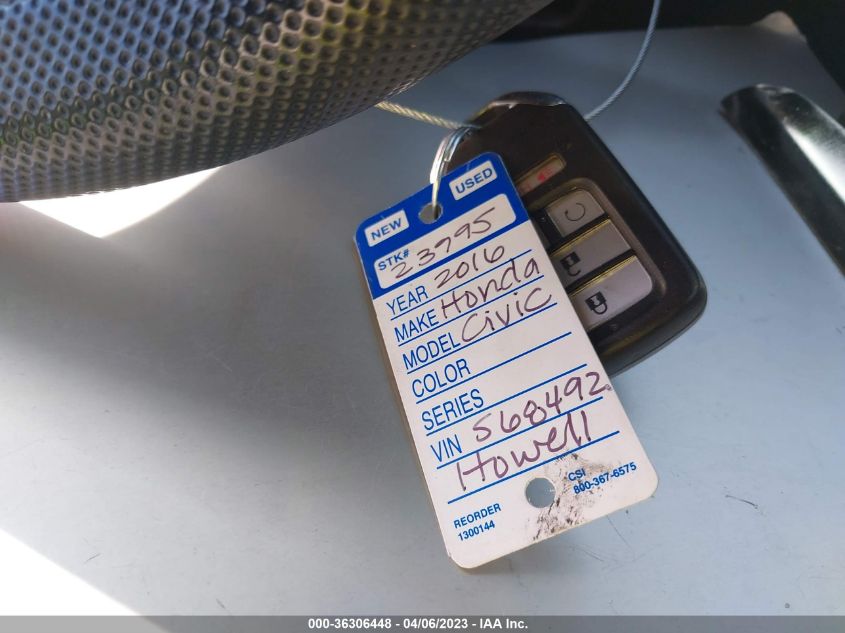 NEW USED
STK# 23795
YEAR 2016
MAKE Honda
MODEL Civic
COLOR
SERIES
VIN 568492
Howell
CSI
800-367-6575
REORDER
1300144
000-36306448 - 04/06/2023 - IAA Inc.